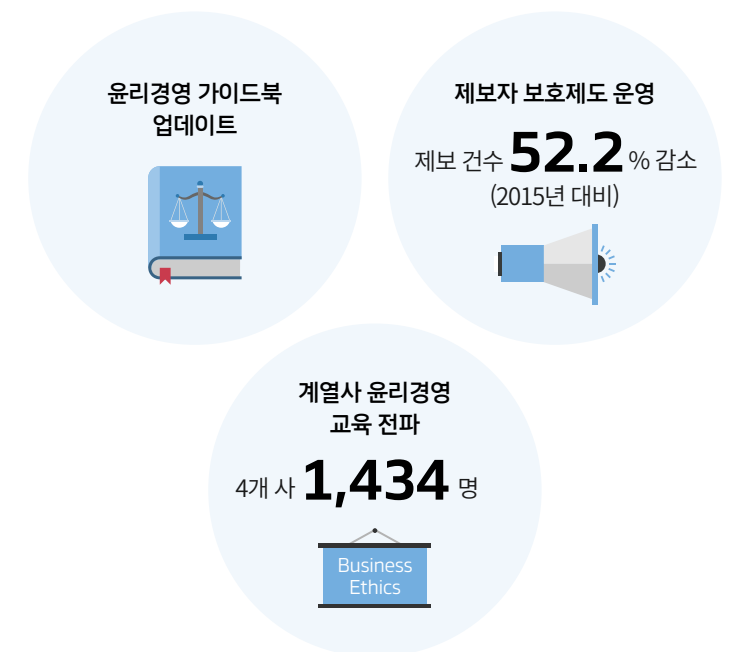 윤리경영 가이드북
업데이트
제보자 보호제도 운영
제보 건수 52.2 % 감소
(2015년 대비)
계열사 윤리경영
교육 전파
4개 사 1,434 명
Business
Ethics